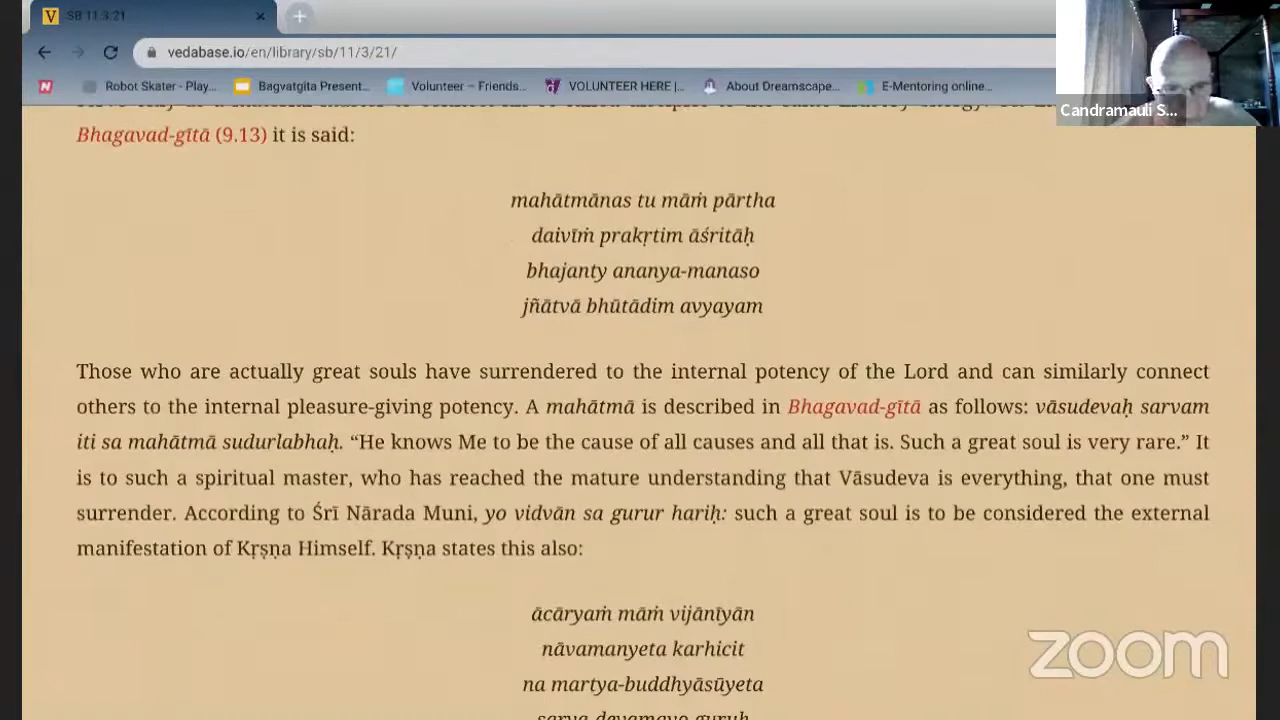 SB 11.3.21
vedabase.io/en/library/sb/11/3/21/
Robot Skater - Play...
Bagvatgita Present...
Volunteer – Friends...
VOLUNTEER HERE |...
About Dreamscape...
E-Mentoring online...
Candramauli S...
Bhagavad-gītā (9.13) it is said:
mahātmānas tu māṁ pārtha
daivīṁ prakṛtim āśritāḥ
bhajanty ananya-manaso
jñātvā bhūtādim avyayam
Those who are actually great souls have surrendered to the internal potency of the Lord and can similarly connect
others to the internal pleasure-giving potency. A mahātmā is described in Bhagavad-gītā as follows: vāsudevaḥ sarvam
iti sa mahātmā sudurlabhaḥ. “He knows Me to be the cause of all causes and all that is. Such a great soul is very rare.” It
is to such a spiritual master, who has reached the mature understanding that Vāsudeva is everything, that one must
surrender. According to Śrī Nārada Muni, yo vidvān sa gurur hariḥ: such a great soul is to be considered the external
manifestation of Kṛṣṇa Himself. Kṛṣṇa states this also:
ācāryaṁ māṁ vijānīyān
nāvamanyeta karhicit
na martya-buddhyāsūyeta
sarva-devamayo guruḥ
zoom